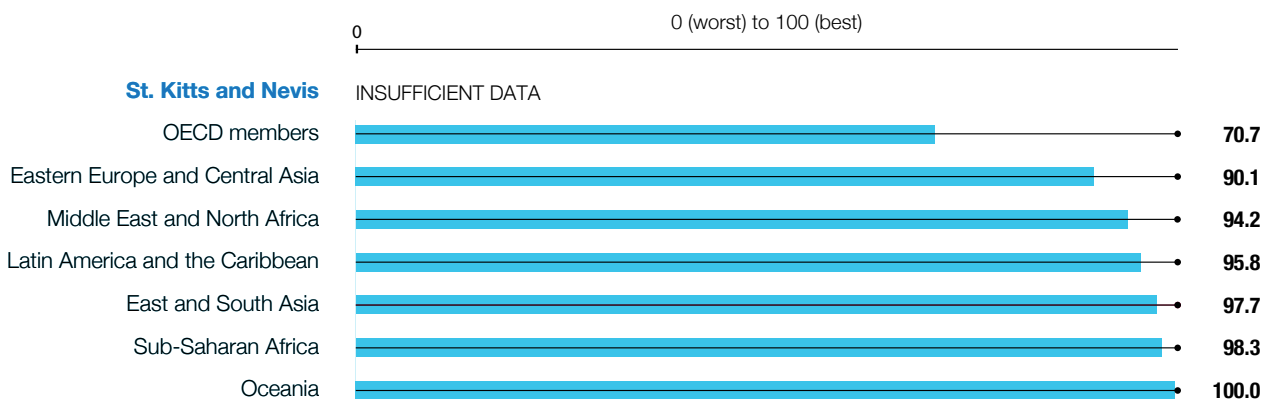 0 (worst) to 100 (best)
0
St. Kitts and Nevis INSUFFICIENT DATA
OECD members 70.7
Eastern Europe and Central Asia 90.1
Middle East and North Africa 94.2
Latin America and the Caribbean 95.8
East and South Asia 97.7
Sub-Saharan Africa 98.3
Oceania 100.0